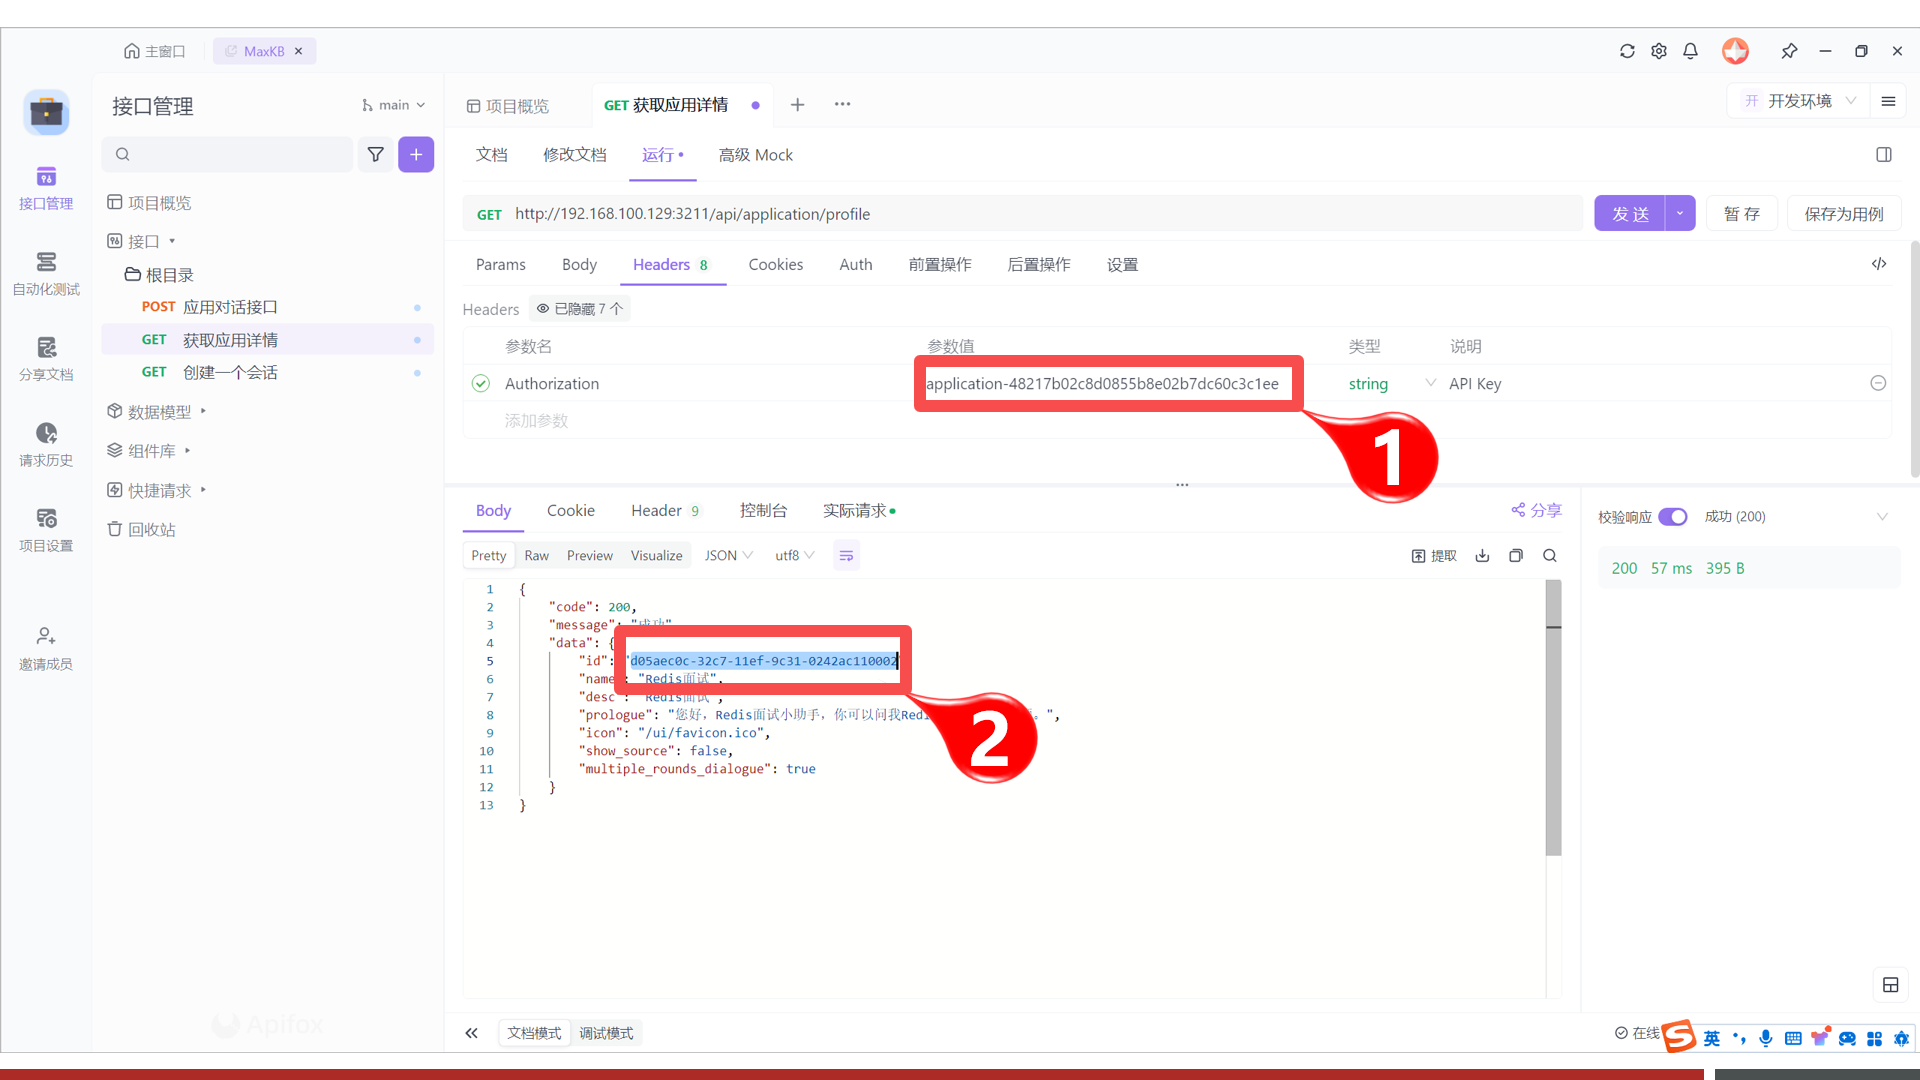 主窗口
MaxKB
接口管理
main
项目概览
GET 获取应用详情
开 开发环境
文档
修改文档
运行
高级 Mock
接口管理
自动化测试
分享文档
请求历史
项目设置
邀请成员
项目概览
接口
根目录
POST 应用对话接口
GET 获取应用详情
GET 创建一个会话
数据模型
组件库
快捷请求
回收站
Apifox
GET http://192.168.100.129:3211/api/application/profile
发 送
暂 存
保存为用例
Params
Body
Headers 8
Cookies
Auth
前置操作
后置操作
设置
Headers 已隐藏 7 个
参数名 参数值 类型 说明
Authorization application-48217b02c8d0855b8e02b7dc60c3c1ee string API Key
添加参数
1
Body
Cookie
Header 9
控制台
实际请求
分享
校验响应 成功 (200)
Pretty Raw Preview Visualize JSON utf8
提取
200 57 ms 395 B
1 {
2 "code": 200,
3 "message": "成功"
4 "data": {
5 "id": "d05aec0c-32c7-11ef-9c31-0242ac110002
6 "name": "Redis面试",
7 "desc": "Redis面试",
8 "prologue": "您好，Redis面试小助手，你可以问我Redi 。",
9 "icon": "/ui/favicon.ico",
10 "show_source": false,
11 "multiple_rounds_dialogue": true
12 }
13 }
2
文档模式
调试模式
在线
英